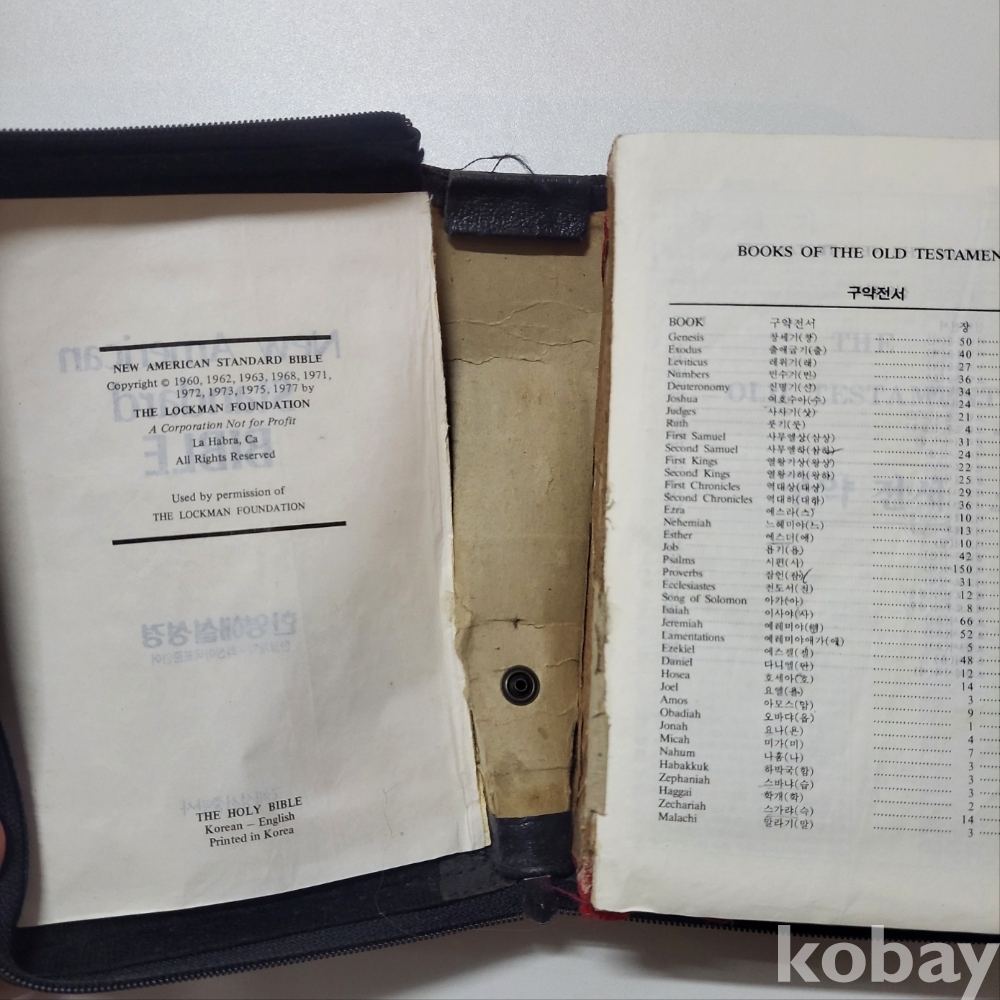 NEW AMERICAN STANDARD BIBLE
Copyright © 1960, 1962, 1963, 1968, 1971,
1972, 1973, 1975, 1977 by
THE LOCKMAN FOUNDATION
A Corporation Not for Profit
La Habra, Ca
All Rights Reserved
Used by permission of
THE LOCKMAN FOUNDATION
THE HOLY BIBLE
Korean – English
Printed in Korea
BOOKS OF THE OLD TESTAMEN
구약전서
BOOK 구약전서 장
Genesis 창세기(창) 50
Exodus 출애굽기(출) 40
Leviticus 레위기(레) 27
Numbers 민수기(민) 36
Deuteronomy 신명기(신) 34
Joshua 여호수아(수) 24
Judges 사사기(삿) 21
Ruth 룻기(룻) 4
First Samuel 사무엘상(삼상) 31
Second Samuel 사무엘하(삼하) 24
First Kings 열왕기상(왕상) 22
Second Kings 열왕기하(왕하) 25
First Chronicles 역대상(대상) 29
Second Chronicles 역대하(대하) 36
Ezra 에스라(스) 10
Nehemiah 느헤미야(느) 13
Esther 에스더(에) 10
Job 욥기(욥) 42
Psalms 시편(시) 150
Proverbs 잠언(잠) 31
Ecclesiastes 전도서(전) 12
Song of Solomon 아가(아) 8
Isaiah 이사야(사) 66
Jeremiah 예레미야(렘) 52
Lamentations 예레미야애가(애) 5
Ezekiel 에스겔(겔) 48
Daniel 다니엘(단) 12
Hosea 호세아(호) 14
Joel 요엘(욜) 3
Amos 아모스(암) 9
Obadiah 오바댜(옵) 1
Jonah 요나(욘) 4
Micah 미가(미) 7
Nahum 나훔(나) 3
Habakkuk 하박국(합) 3
Zephaniah 스바냐(습) 3
Haggai 학개(학) 2
Zechariah 스가랴(슥) 14
Malachi 말라기(말) 3
kobay